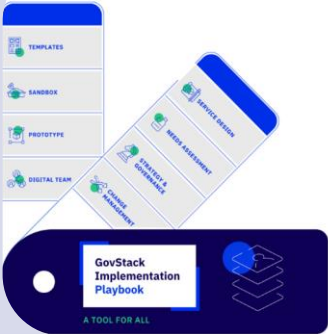 TEMPLATES
SANDBOX
PROTOTYPE
DIGITAL TEAM
SERVICE DESIGN
NEEDS ASSESSMENT
STRATEGY &
GOVERNANCE
CHANGE
MANAGEMENT
GovStack
Implementation
Playbook
A TOOL FOR ALL